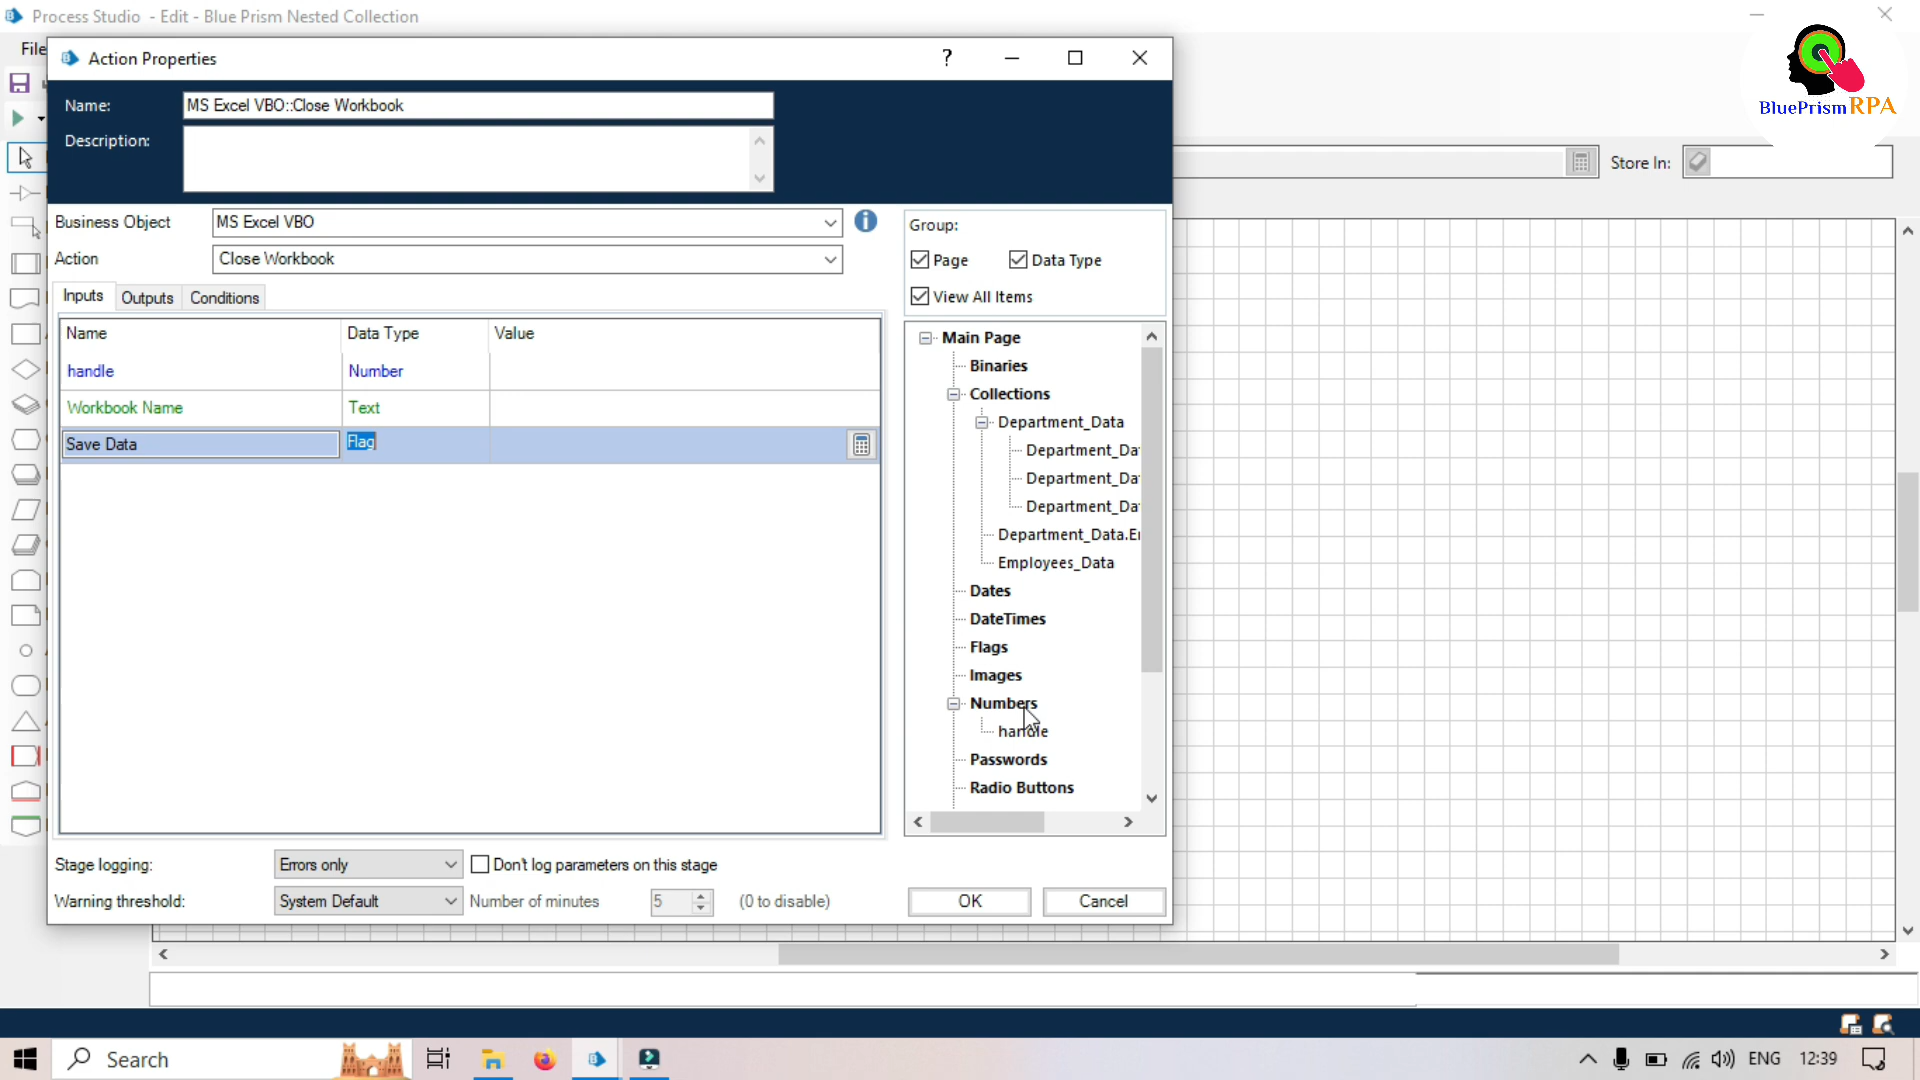 Process Studio - Edit - Blue Prism Nested Collection
File
Action Properties
?
Name: MS Excel VBO::Close Workbook
Description:
BluePrismRPA
Store In:
Business Object MS Excel VBO
Action Close Workbook
Group:
Page Data Type
View All Items
Inputs Outputs Conditions
Name Data Type Value
handle Number
Workbook Name Text
Save Data Flag
Main Page
Binaries
Collections
Department_Data
Department_Da
Department_Da
Department_Da
Department_Data.E
Employees_Data
Dates
DateTimes
Flags
Images
Numbers
handle
Passwords
Radio Buttons
Stage logging: Errors only Don't log parameters on this stage
Warning threshold: System Default Number of minutes 5 (0 to disable)
OK Cancel
Search
ENG 12:39